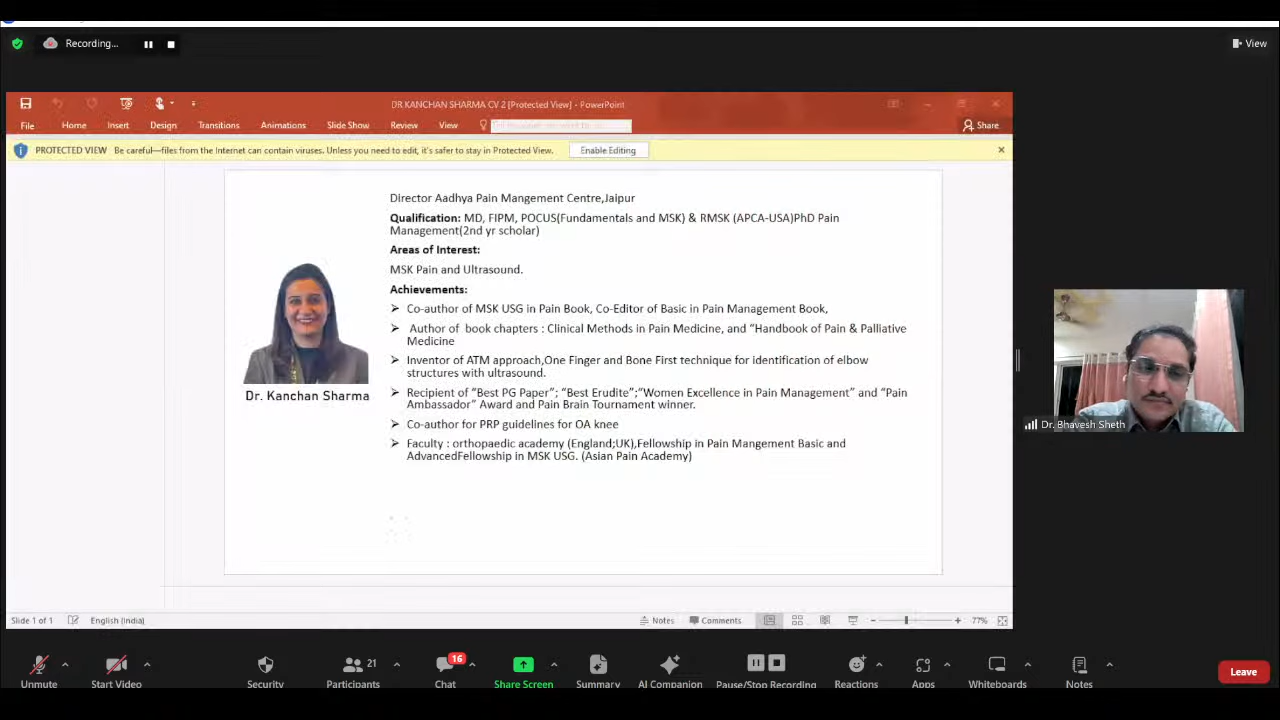 Recording...
View
DR KANCHAN SHARMA CV 2 [Protected View] - PowerPoint
File Home Insert Design Transitions Animations Slide Show Review View
Share
PROTECTED VIEW Be careful—files from the Internet can contain viruses. Unless you need to edit, it's safer to stay in Protected View. Enable Editing
Director Aadhya Pain Mangement Centre,Jaipur
Qualification: MD, FIPM, POCUS(Fundamentals and MSK) & RMSK (APCA-USA)PhD Pain
Management(2nd yr scholar)
Areas of Interest:
MSK Pain and Ultrasound.
Achievements:
➢ Co-author of MSK USG in Pain Book, Co-Editor of Basic in Pain Management Book,
➢ Author of book chapters : Clinical Methods in Pain Medicine, and “Handbook of Pain & Palliative
Medicine
➢ Inventor of ATM approach,One Finger and Bone First technique for identification of elbow
structures with ultrasound.
➢ Recipient of “Best PG Paper”; “Best Erudite”;“Women Excellence in Pain Management” and “Pain
Ambassador” Award and Pain Brain Tournament winner.
➢ Co-author for PRP guidelines for OA knee
➢ Faculty : orthopaedic academy (England;UK),Fellowship in Pain Mangement Basic and
AdvancedFellowship in MSK USG. (Asian Pain Academy)
Dr. Kanchan Sharma
Dr. Bhavesh Sheth
Slide 1 of 1 English (India) Notes Comments 77%
21 16
Unmute Start Video Security Participants Chat Share Screen Summary AI Companion Pause/Stop Recording Reactions Apps Whiteboards Notes
Leave